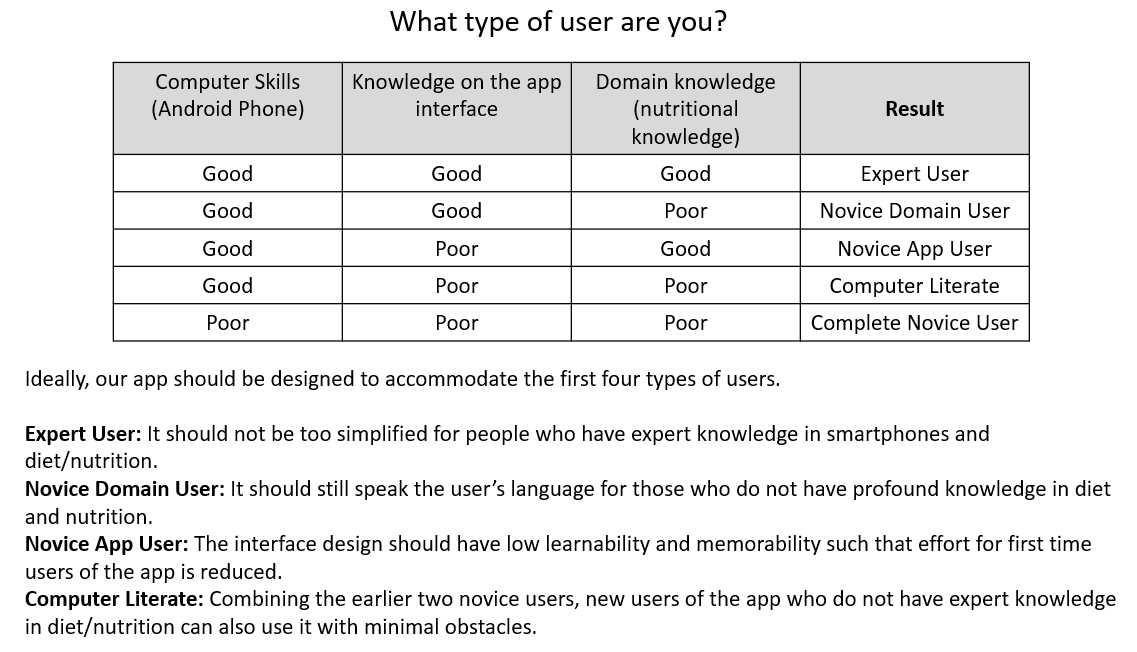 What type of user are you?
Computer Skills (Android Phone) Knowledge on the app interface Domain knowledge (nutritional knowledge) Result
Good Good Good Expert User
Good Good Poor Novice Domain User
Good Poor Good Novice App User
Good Poor Poor Computer Literate
Poor Poor Poor Complete Novice User
Ideally, our app should be designed to accommodate the first four types of users.
Expert User: It should not be too simplified for people who have expert knowledge in smartphones and
diet/nutrition.
Novice Domain User: It should still speak the user’s language for those who do not have profound knowledge in diet
and nutrition.
Novice App User: The interface design should have low learnability and memorability such that effort for first time
users of the app is reduced.
Computer Literate: Combining the earlier two novice users, new users of the app who do not have expert knowledge
in diet/nutrition can also use it with minimal obstacles.